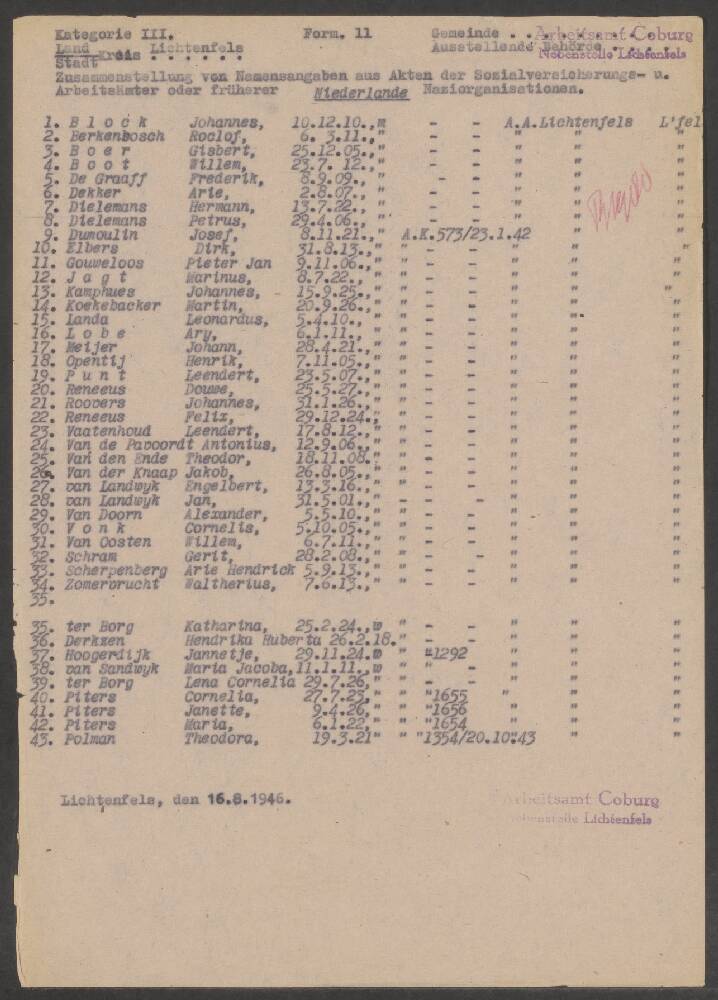 Kategorie III. Form. 11 Gemeinde . . Arbeitsamt Coburg
Land Kreis Lichtenfels Ausstellende Behörde Nebenstelle Lichtenfels
Stadt . . . . . .
Zusammenstellung von Namensangaben aus Akten der Sozialversicherungs- u.
Arbeitsämter oder früherer Niederlande Naziorganisationen.
1. B l o c k Johannes, 10.12.10.,m - - A.A.Lichtenfels L'fel
2. Berkenbosch Roelof, 6. 3.11.," - - " " "
3. B o e r Gisbert, 25.12.05.," - - " " "
4. B o o t Willem, 23.7. 12.," - - " " "
5. De Graaff Frederik, 8.9.09., " - - " " "
6. Dekker Arie, 2.8.07., " - - " " "
7. Dielemans Hermann, 13.7.22., " - - " " "
8. Dielemans Petrus, 29.4.06., " - - " " "
9. Dumoulin Josef, 8.11.21.," A.K.573/23.1.42 " "
10. Elbers Dirk, 31.8.13.," " - - " " "
11. Gouweloos Pieter Jan 9.11.06.," " - - " " "
12. J a g t Marinus, 8.7.22., " " - - " " "
13. Kamphues Johannes, 15.9.25.," " - - " " "
14. Koekebacker Martin, 20.9.26.," " - - " " "
15. Landa Leonardus, 5.4.10., " " - - " " "
16. L o b e Ary, 6.1.11., " " - - " " "
17. Meijer Johann, 28.4.21., " " - - " " "
18. Opentij Henrik, 7.11.05.," " - - " " "
19. P u n t Leendert, 23.5.07.," " - - " " "
20. Reneeus Douwe, 25.5.27.," " - - " " "
21. Roovers Johannes, 31.1.26.," " - - " " "
22. Reneeus Felix, 29.12.24.; " - - " " "
23. Vaatenhoud Leendert, 17.8.12.," " - - " " "
24. Van de Pavoordt Antonius, 12.9.06.," " - - " " "
25. Van den Ende Theodor, 18.11.08." " - - " " "
26. Van der Knaap Jakob, 26.8.05.," " - - " " "
27. van Landwyk Engelbert, 13.3.16.," " - - " " "
28. van Landwyk Jan, 31.5.01.," " - - " " "
29. Van Doorn Alexander, 5.5.10.," " - - " " "
30. V o n k Cornelis, 5.10.05.," " - - " " "
31. Van Oosten Willem, 6.7.11.," " - - " " "
32. Schram Gerit, 28.2.08.," " - - " " "
33. Scherpenberg Arie Hendrick 5.9.13.," " - - " " "
34. Zomervrucht Waltherius, 7.6.13.," " - - " " "
35.
35. ter Borg Katharina, 25.2.24.,w " - - " " "
36. Derkzen Hendrika Huberta 26.2.18." - - " " "
37. Hoogerdijk Jannetje, 29.11.24.w " "1292 " " "
38. van Sandwyk Maria Jacoba,11.1.11.,w " - - " " "
39. ter Borg Lena Cornelia 29.7.26," " - - " " "
40. Piters Cornelia, 27.7.23," " "1655 " " "
41. Piters Janette, 9.4.26," " "1656 " " "
42. Piters Maria, 6.1.22," " "1654 " " "
43. Polman Theodora, 19.3.21" " "1354/20.10"43 " "
Lichtenfels, den 16.8.1946.
Arbeitsamt Coburg
Nebenstelle Lichtenfels